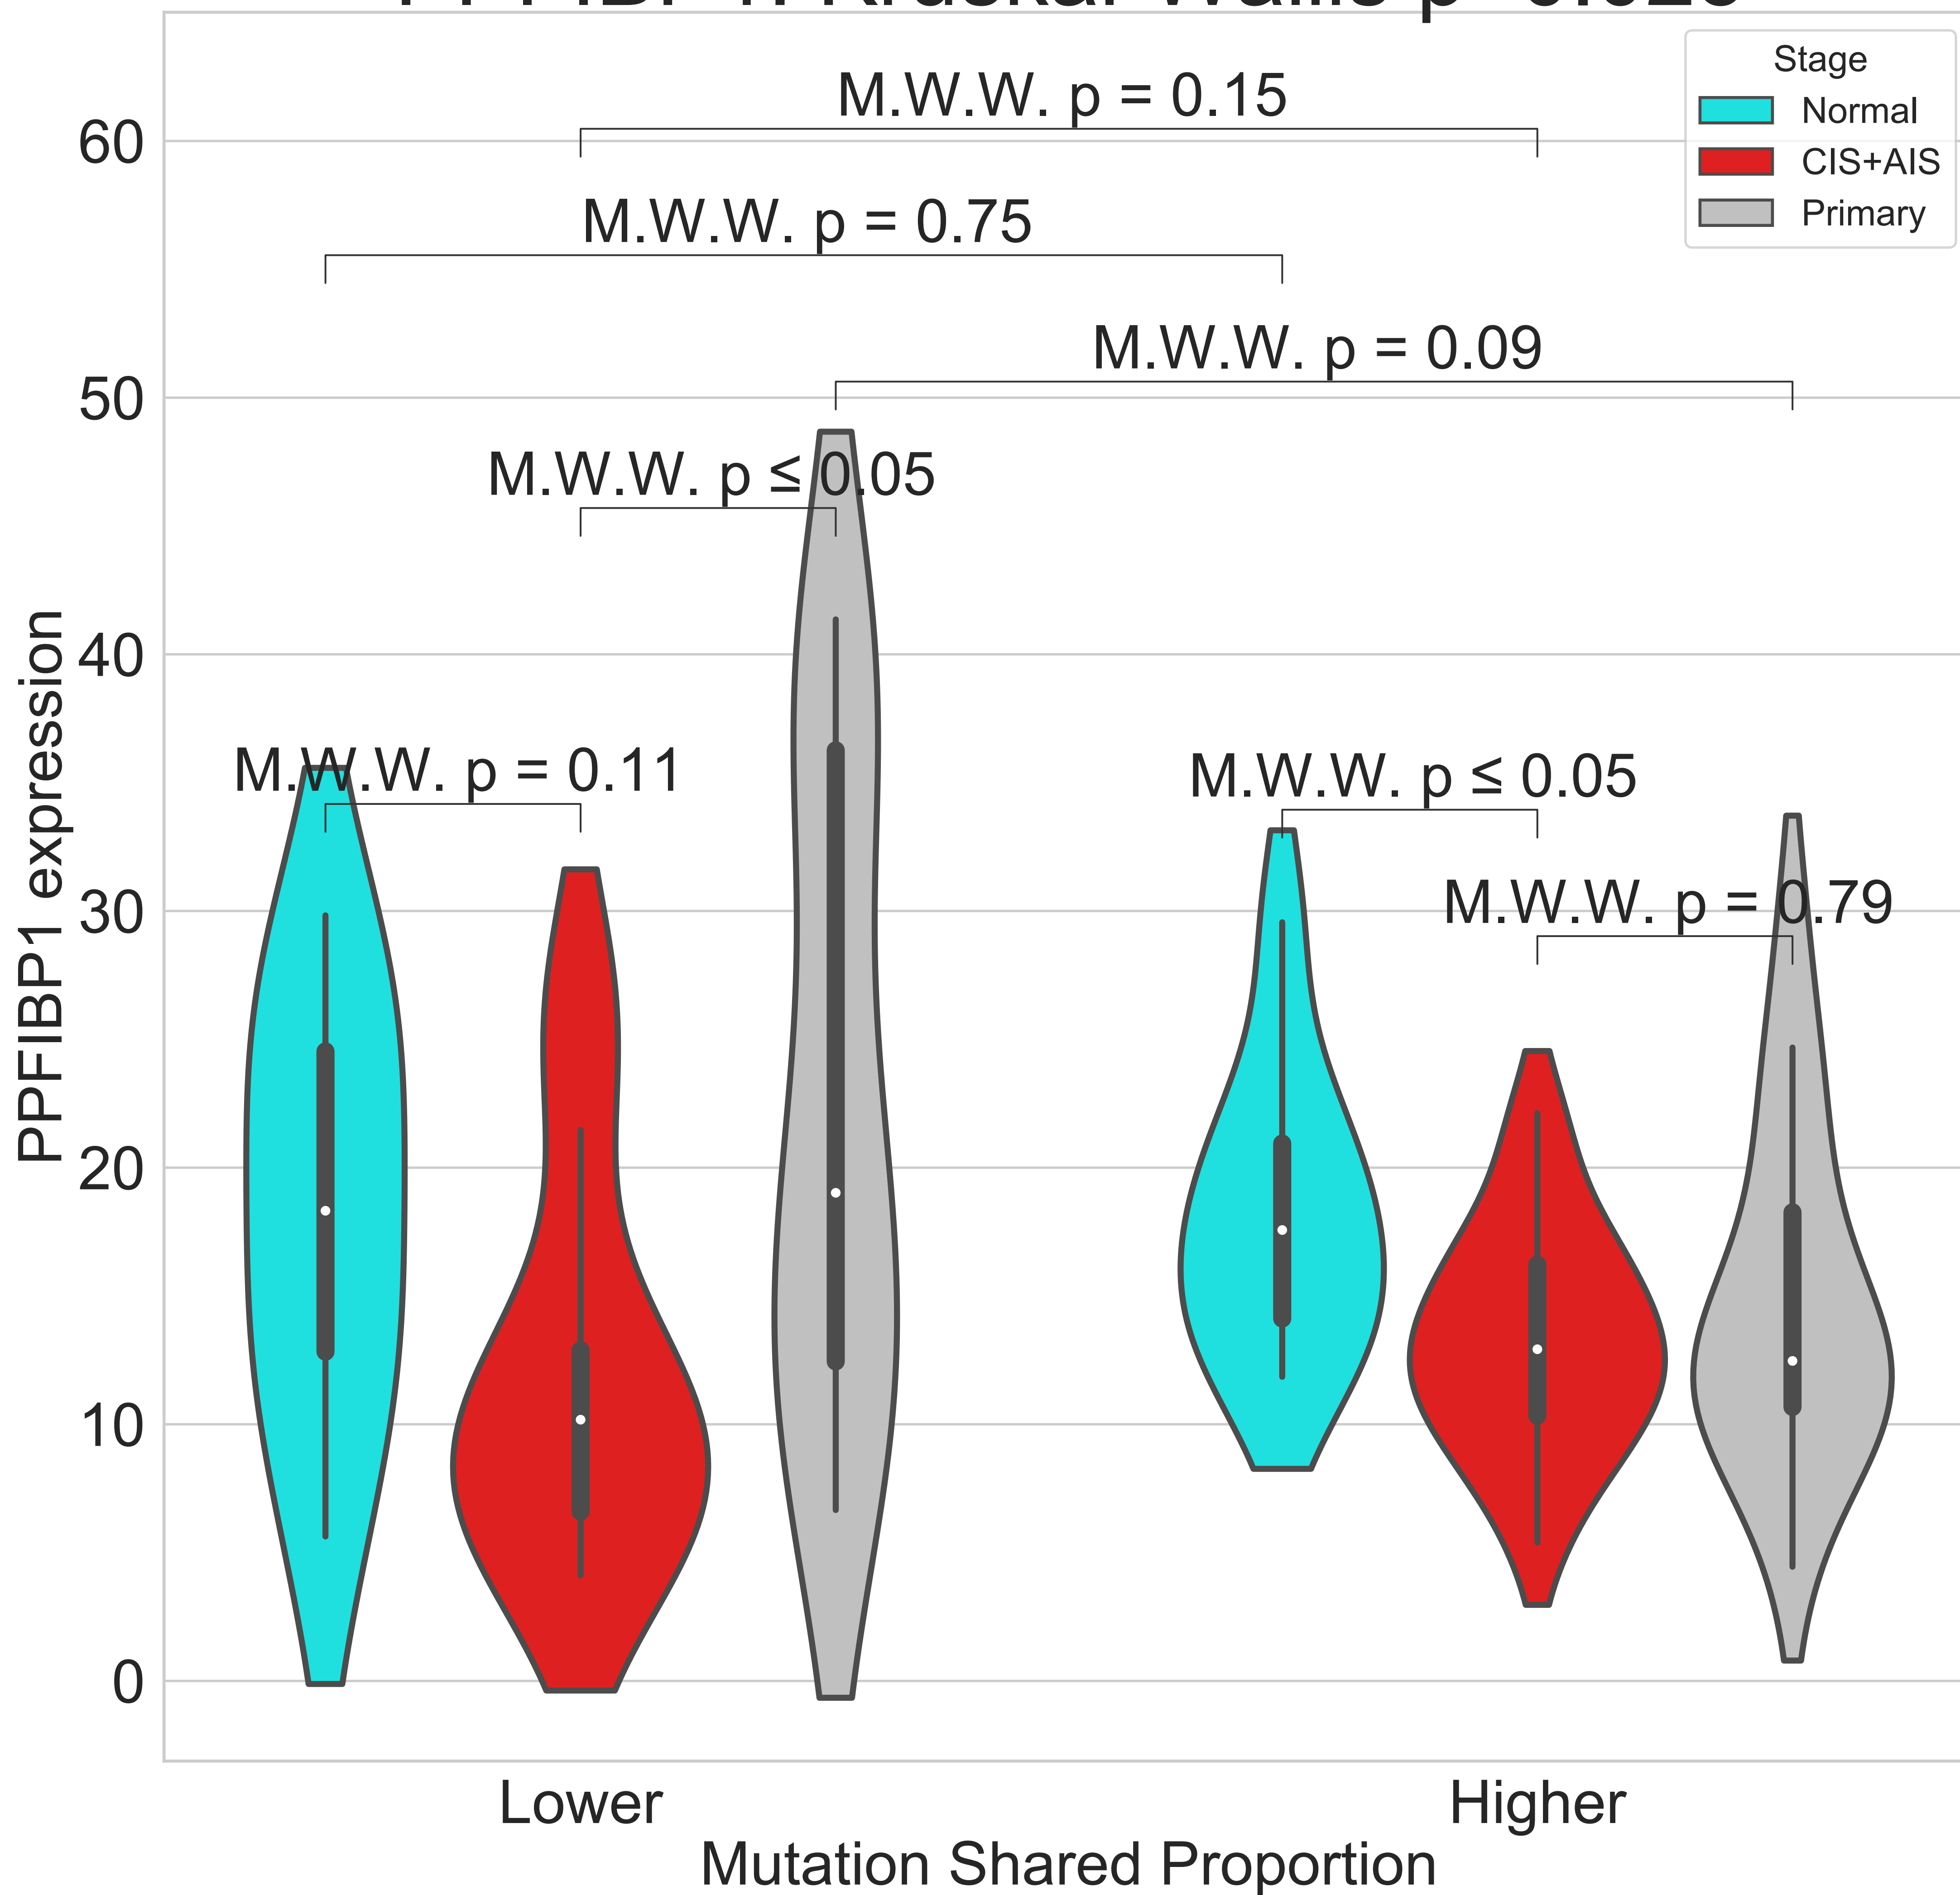 Stage
Normal
CIS+AIS
Primary
M.W.W. p = 0.15
M.W.W. p = 0.75
M.W.W. p = 0.09
M.W.W. p ≤ 0.05
M.W.W. p = 0.11
M.W.W. p ≤ 0.05
M.W.W. p = 0.79
PPFIBP1 expression
60
50
40
30
20
10
0
Lower
Higher
Mutation Shared Proportion